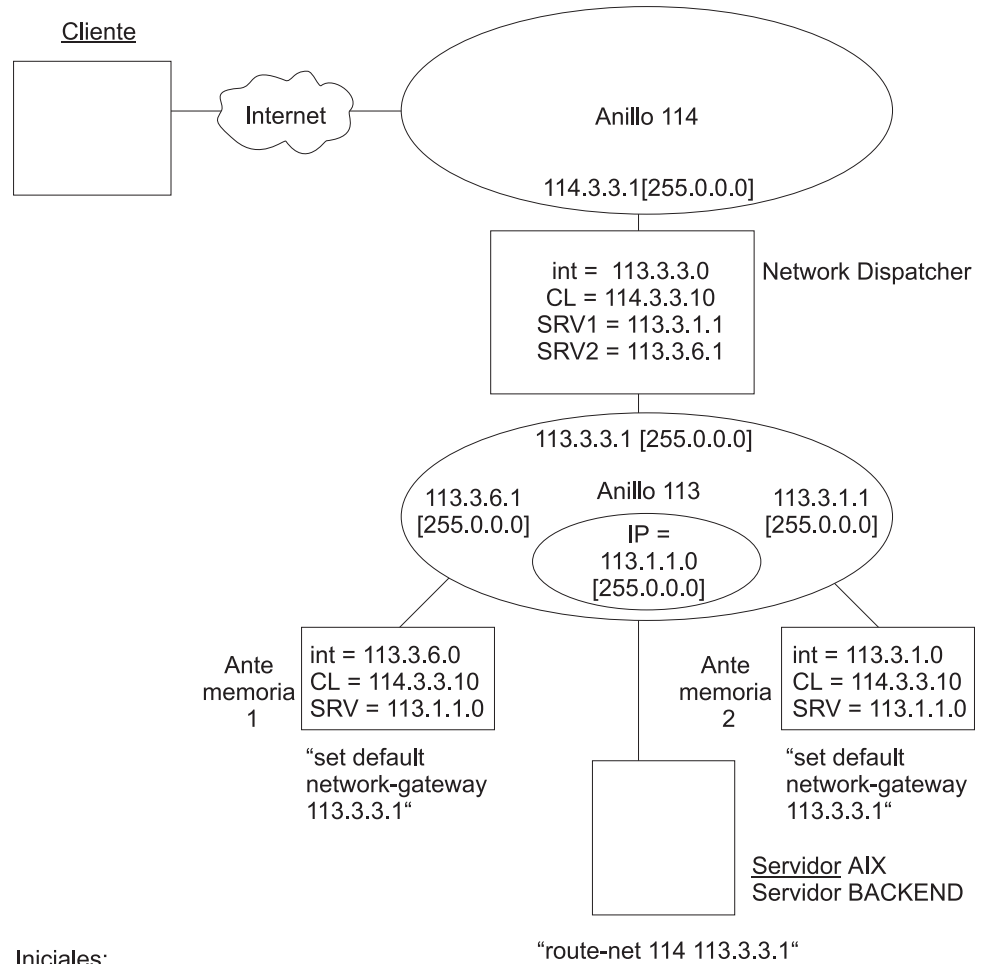 Cliente
Internet
Anillo 114
114.3.3.1[255.0.0.0]
int = 113.3.3.0
CL = 114.3.3.10
SRV1 = 113.3.1.1
SRV2 = 113.3.6.1
Network Dispatcher
113.3.3.1 [255.0.0.0]
Anillo 113
113.3.6.1
[255.0.0.0]
113.3.1.1
[255.0.0.0]
IP =
113.1.1.0
[255.0.0.0]
Ante
memoria
1
int = 113.3.6.0
CL = 114.3.3.10
SRV = 113.1.1.0
“set default
network-gateway
113.3.3.1“
Ante
memoria
2
int = 113.3.1.0
CL = 114.3.3.10
SRV = 113.1.1.0
“set default
network-gateway
113.3.3.1“
Servidor AIX
Servidor BACKEND
“route-net 114 113.3.3.1“
Iniciales: